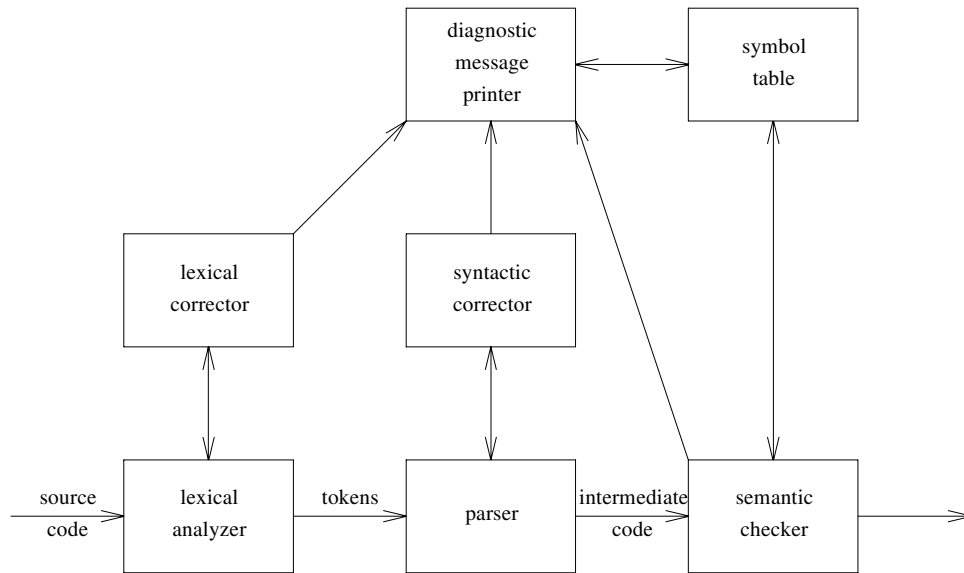 diagnostic
message
printer
symbol
table
lexical
corrector
syntactic
corrector
source
code
lexical
analyzer
tokens
parser
intermediate
code
semantic
checker